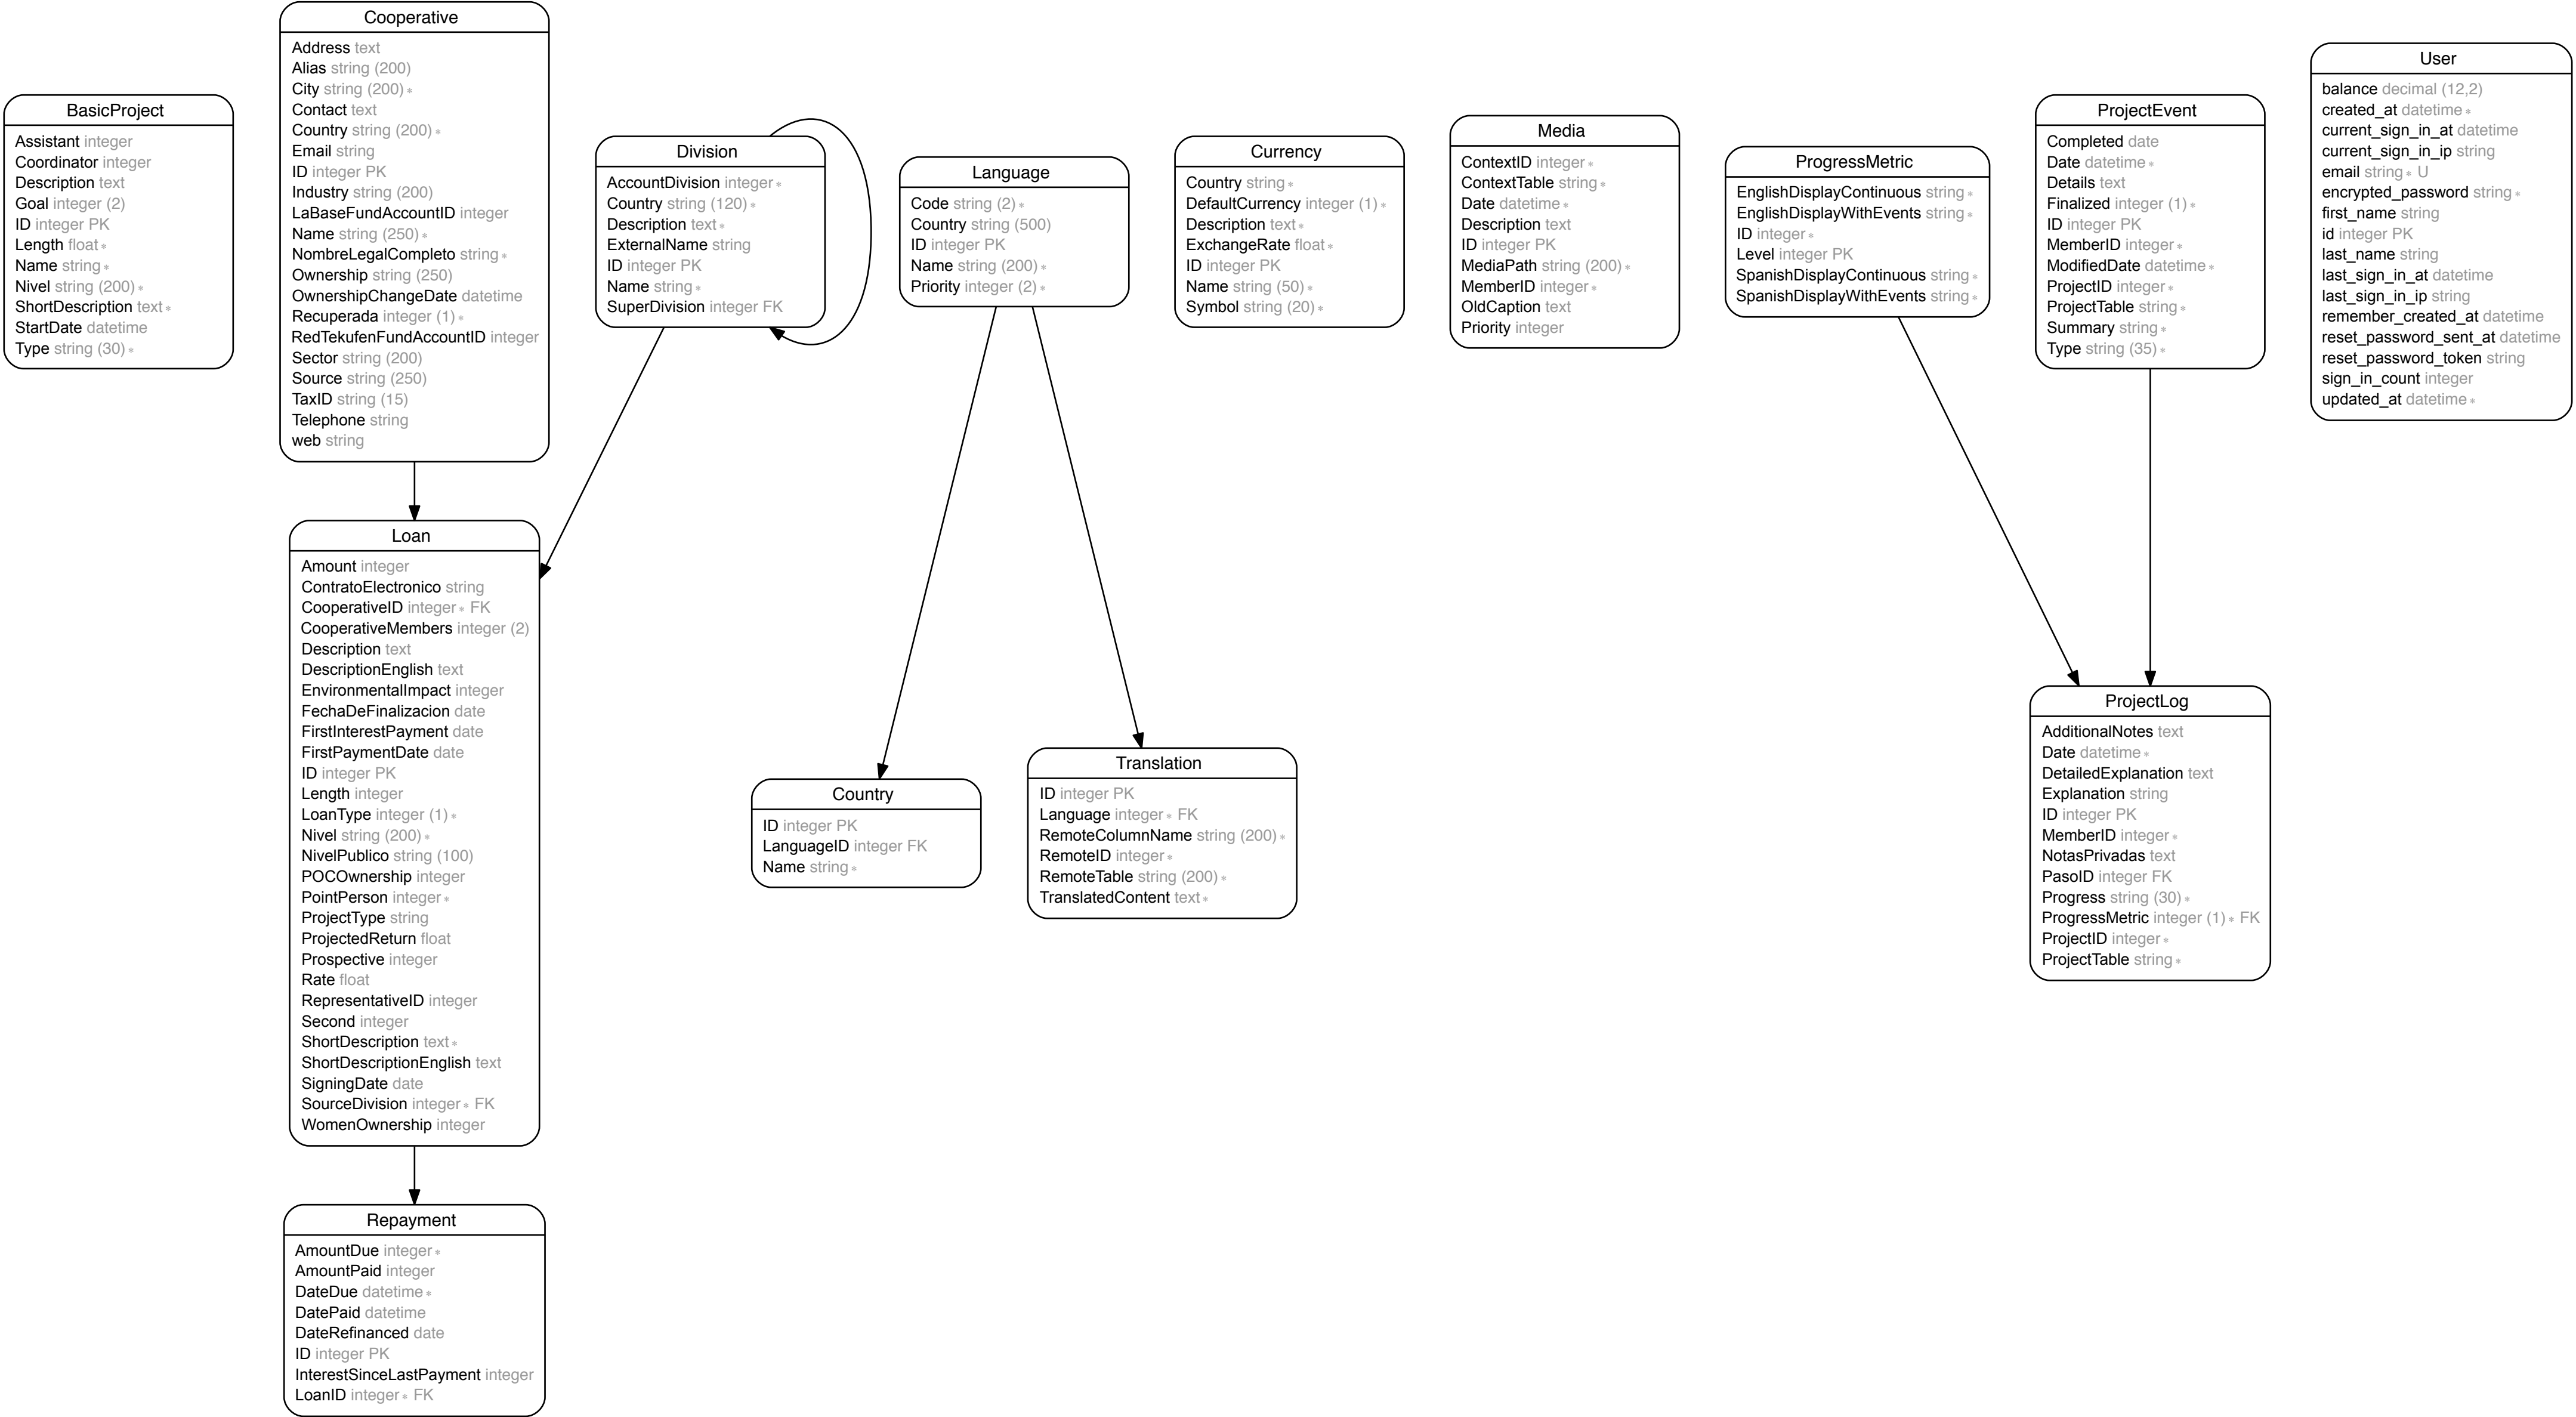 BasicProject
Assistant integer
Coordinator integer
Description text
Goal integer (2)
ID integer PK
Length float *
Name string *
Nivel string (200) *
ShortDescription text *
StartDate datetime
Type string (30) *
Cooperative
Address text
Alias string (200)
City string (200) *
Contact text
Country string (200) *
Email string
ID integer PK
Industry string (200)
LaBaseFundAccountID integer
Name string (250) *
NombreLegalCompleto string *
Ownership string (250)
OwnershipChangeDate datetime
Recuperada integer (1) *
RedTekufenFundAccountID integer
Sector string (200)
Source string (250)
TaxID string (15)
Telephone string
web string
Division
AccountDivision integer *
Country string (120) *
Description text *
ExternalName string
ID integer PK
Name string *
SuperDivision integer FK
Language
Code string (2) *
Country string (500)
ID integer PK
Name string (200) *
Priority integer (2) *
Currency
Country string *
DefaultCurrency integer (1) *
Description text *
ExchangeRate float *
ID integer PK
Name string (50) *
Symbol string (20) *
Media
ContextID integer *
ContextTable string *
Date datetime *
Description text
ID integer PK
MediaPath string (200) *
MemberID integer *
OldCaption text
Priority integer
ProgressMetric
EnglishDisplayContinuous string *
EnglishDisplayWithEvents string *
ID integer *
Level integer PK
SpanishDisplayContinuous string *
SpanishDisplayWithEvents string *
ProjectEvent
Completed date
Date datetime *
Details text
Finalized integer (1) *
ID integer PK
MemberID integer *
ModifiedDate datetime *
ProjectID integer *
ProjectTable string *
Summary string *
Type string (35) *
User
balance decimal (12,2)
created_at datetime *
current_sign_in_at datetime
current_sign_in_ip string
email string * U
encrypted_password string *
first_name string
id integer PK
last_name string
last_sign_in_at datetime
last_sign_in_ip string
remember_created_at datetime
reset_password_sent_at datetime
reset_password_token string
sign_in_count integer
updated_at datetime *
Loan
Amount integer
ContratoElectronico string
CooperativeID integer * FK
CooperativeMembers integer (2)
Description text
DescriptionEnglish text
EnvironmentalImpact integer
FechaDeFinalizacion date
FirstInterestPayment date
FirstPaymentDate date
ID integer PK
Length integer
LoanType integer (1) *
Nivel string (200) *
NivelPublico string (100)
POCOwnership integer
PointPerson integer *
ProjectType string
ProjectedReturn float
Prospective integer
Rate float
RepresentativeID integer
Second integer
ShortDescription text *
ShortDescriptionEnglish text
SigningDate date
SourceDivision integer * FK
WomenOwnership integer
Country
ID integer PK
LanguageID integer FK
Name string *
Translation
ID integer PK
Language integer * FK
RemoteColumnName string (200) *
RemoteID integer *
RemoteTable string (200) *
TranslatedContent text *
ProjectLog
AdditionalNotes text
Date datetime *
DetailedExplanation text
Explanation string
ID integer PK
MemberID integer *
NotasPrivadas text
PasoID integer FK
Progress string (30) *
ProgressMetric integer (1) * FK
ProjectID integer *
ProjectTable string *
Repayment
AmountDue integer *
AmountPaid integer
DateDue datetime *
DatePaid datetime
DateRefinanced date
ID integer PK
InterestSinceLastPayment integer
LoanID integer * FK